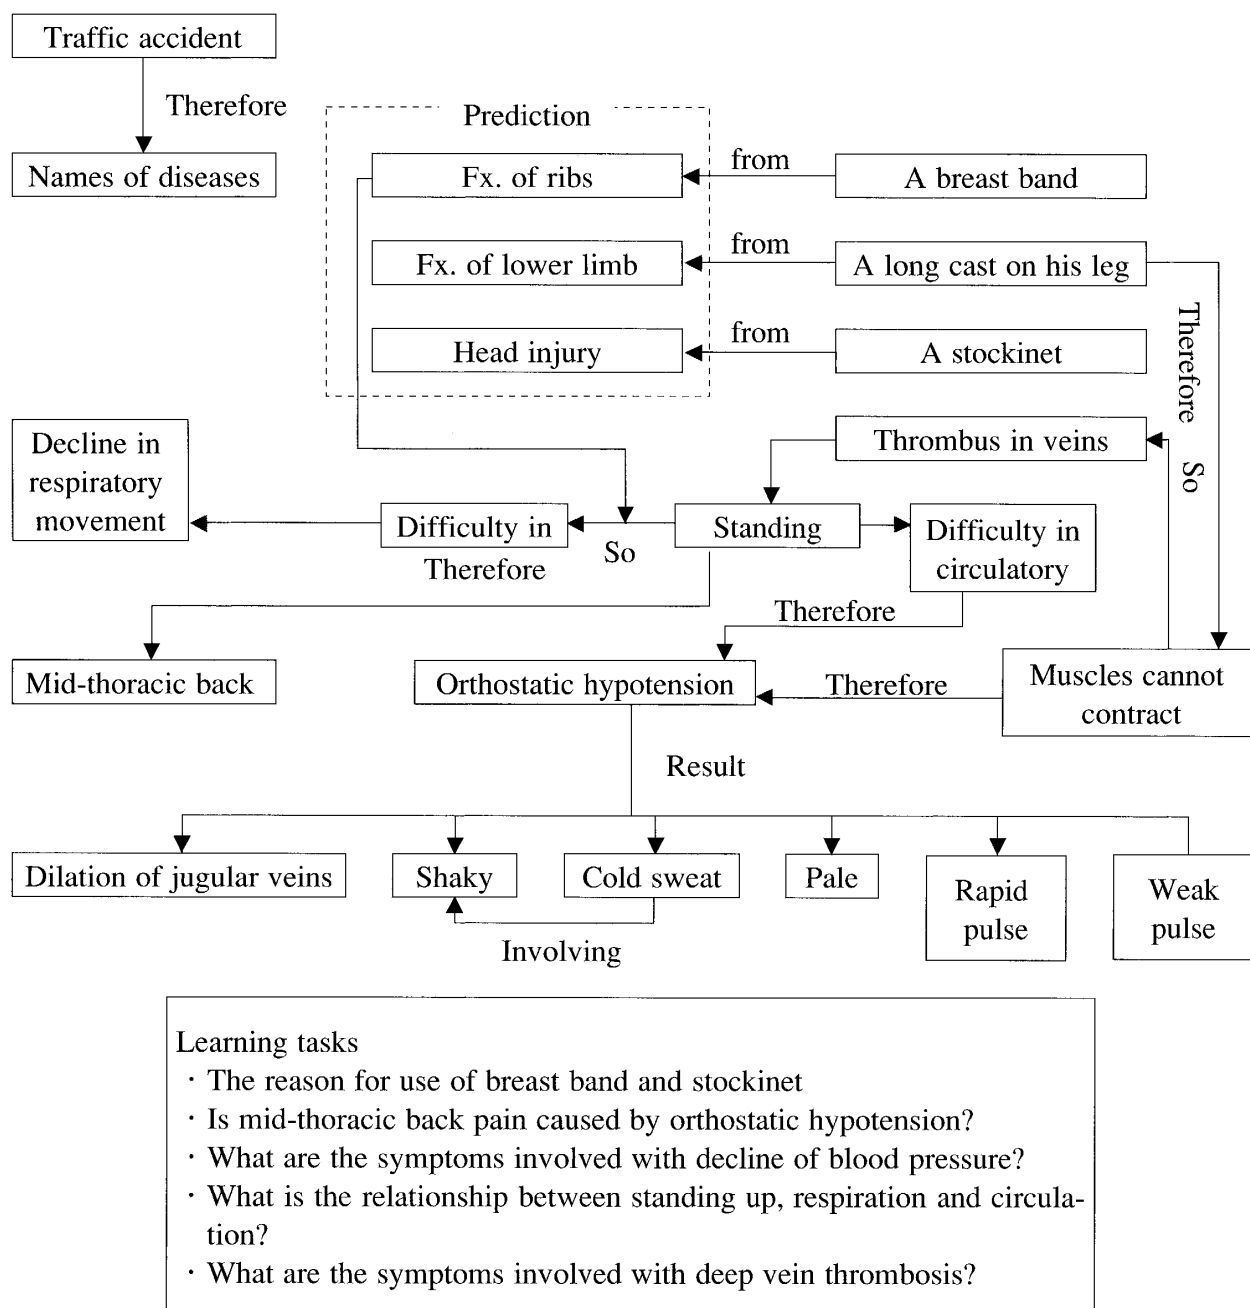 Traffic accident
Therefore
Names of diseases
Prediction
Fx. of ribs
from
A breast band
Fx. of lower limb
from
A long cast on his leg
Head injury
from
A stockinet
Therefore
So
Thrombus in veins
Decline in
respiratory
movement
Difficulty in
Therefore
So
Standing
Difficulty in
circulatory
Therefore
Mid-thoracic back
Orthostatic hypotension
Therefore
Muscles cannot
contract
Result
Dilation of jugular veins
Shaky
Cold sweat
Pale
Rapid
pulse
Weak
pulse
Involving
Learning tasks
· The reason for use of breast band and stockinet
· Is mid-thoracic back pain caused by orthostatic hypotension?
· What are the symptoms involved with decline of blood pressure?
· What is the relationship between standing up, respiration and circula-
tion?
· What are the symptoms involved with deep vein thrombosis?